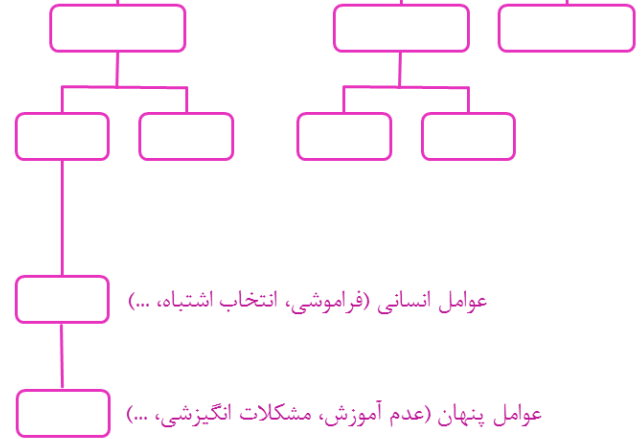 عوامل انسانی (فراموشی، انتخاب اشتباه، ...)
عوامل پنهان (عدم آموزش، مشکلات انگیزشی، ...)